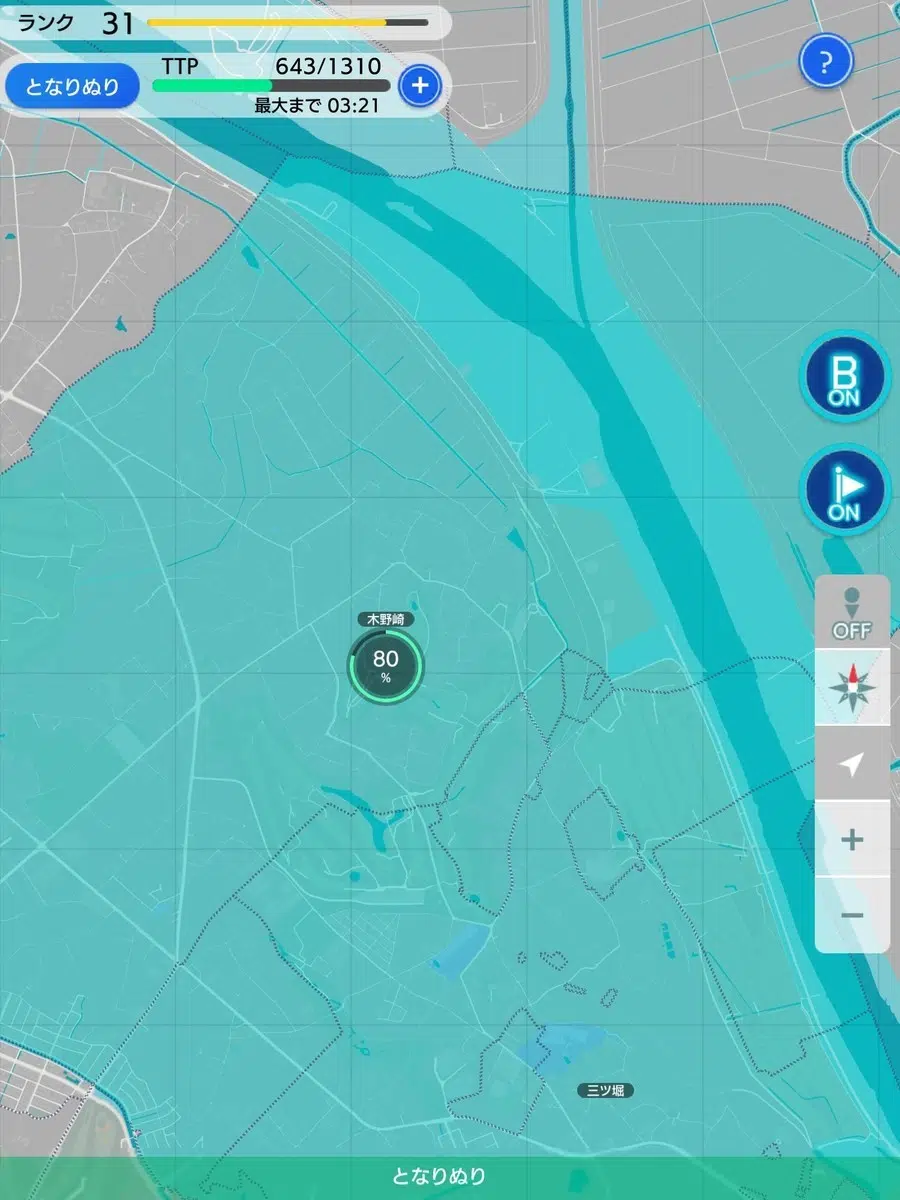 ランク 31
TTP 643/1310
となりぬり
+
最大まで 03:21
?
B
ON
ON
木野崎
80
%
OFF
+
−
三ツ堀
となりぬり